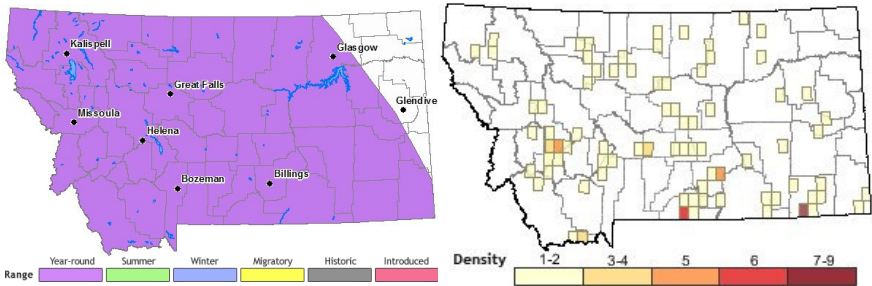 Kalispell
Glasgow
Great Falls
Glendive
Missoula
Helena
Bozeman
Billings
Range Year-round Summer Winter Migratory Historic Introduced
Density 1-2 3-4 5 6 7-9